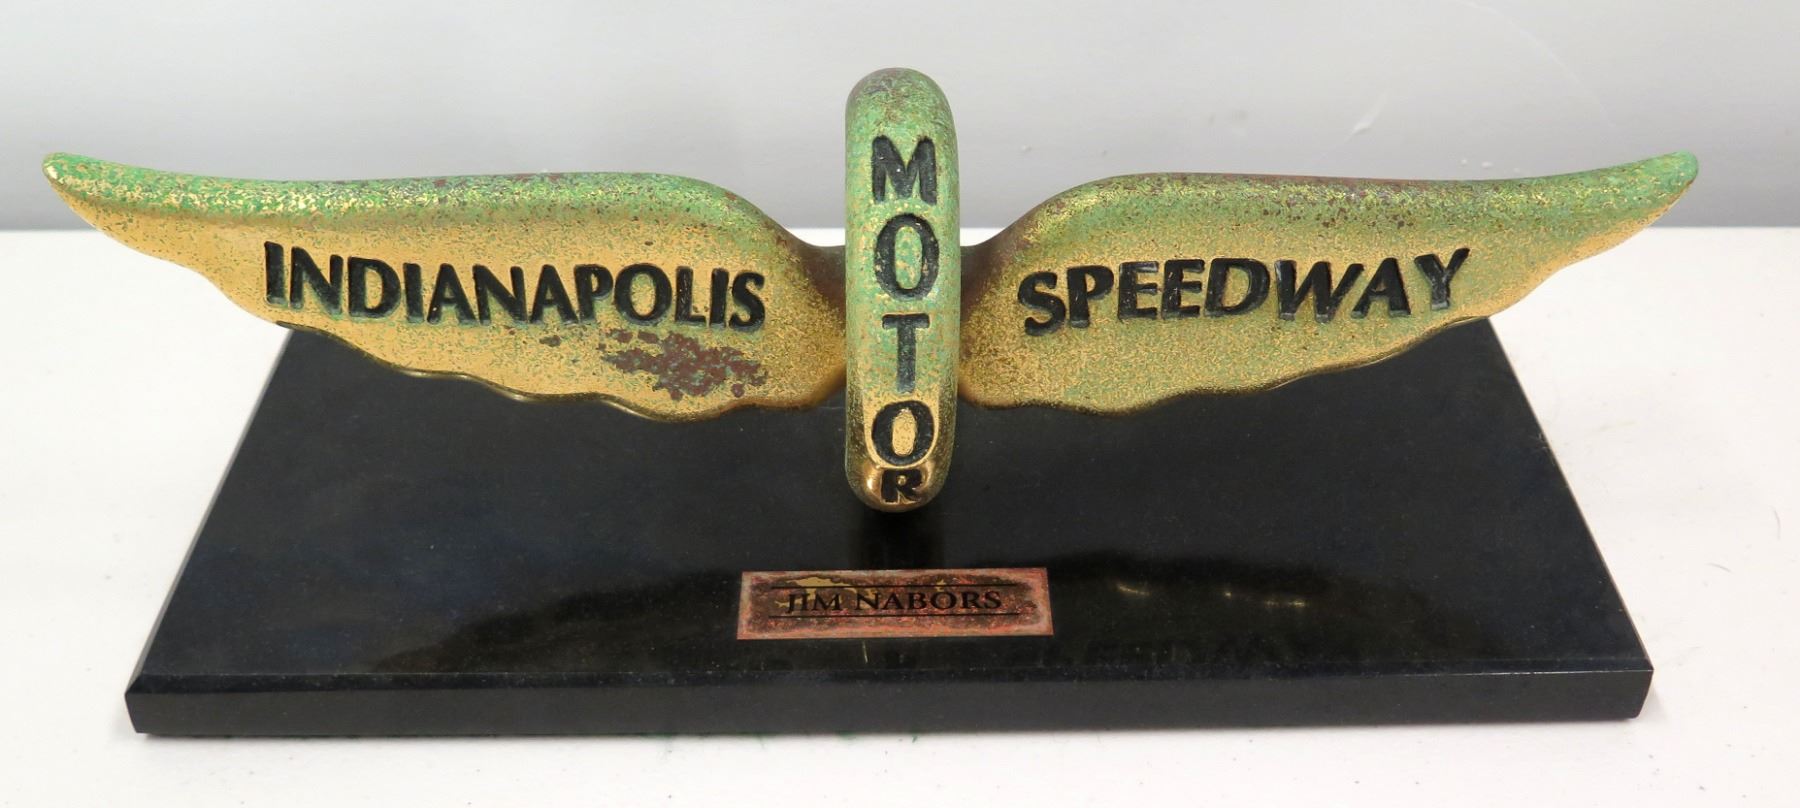 INDIANAPOLIS MOTOR SPEEDWAY
JIM NABORS